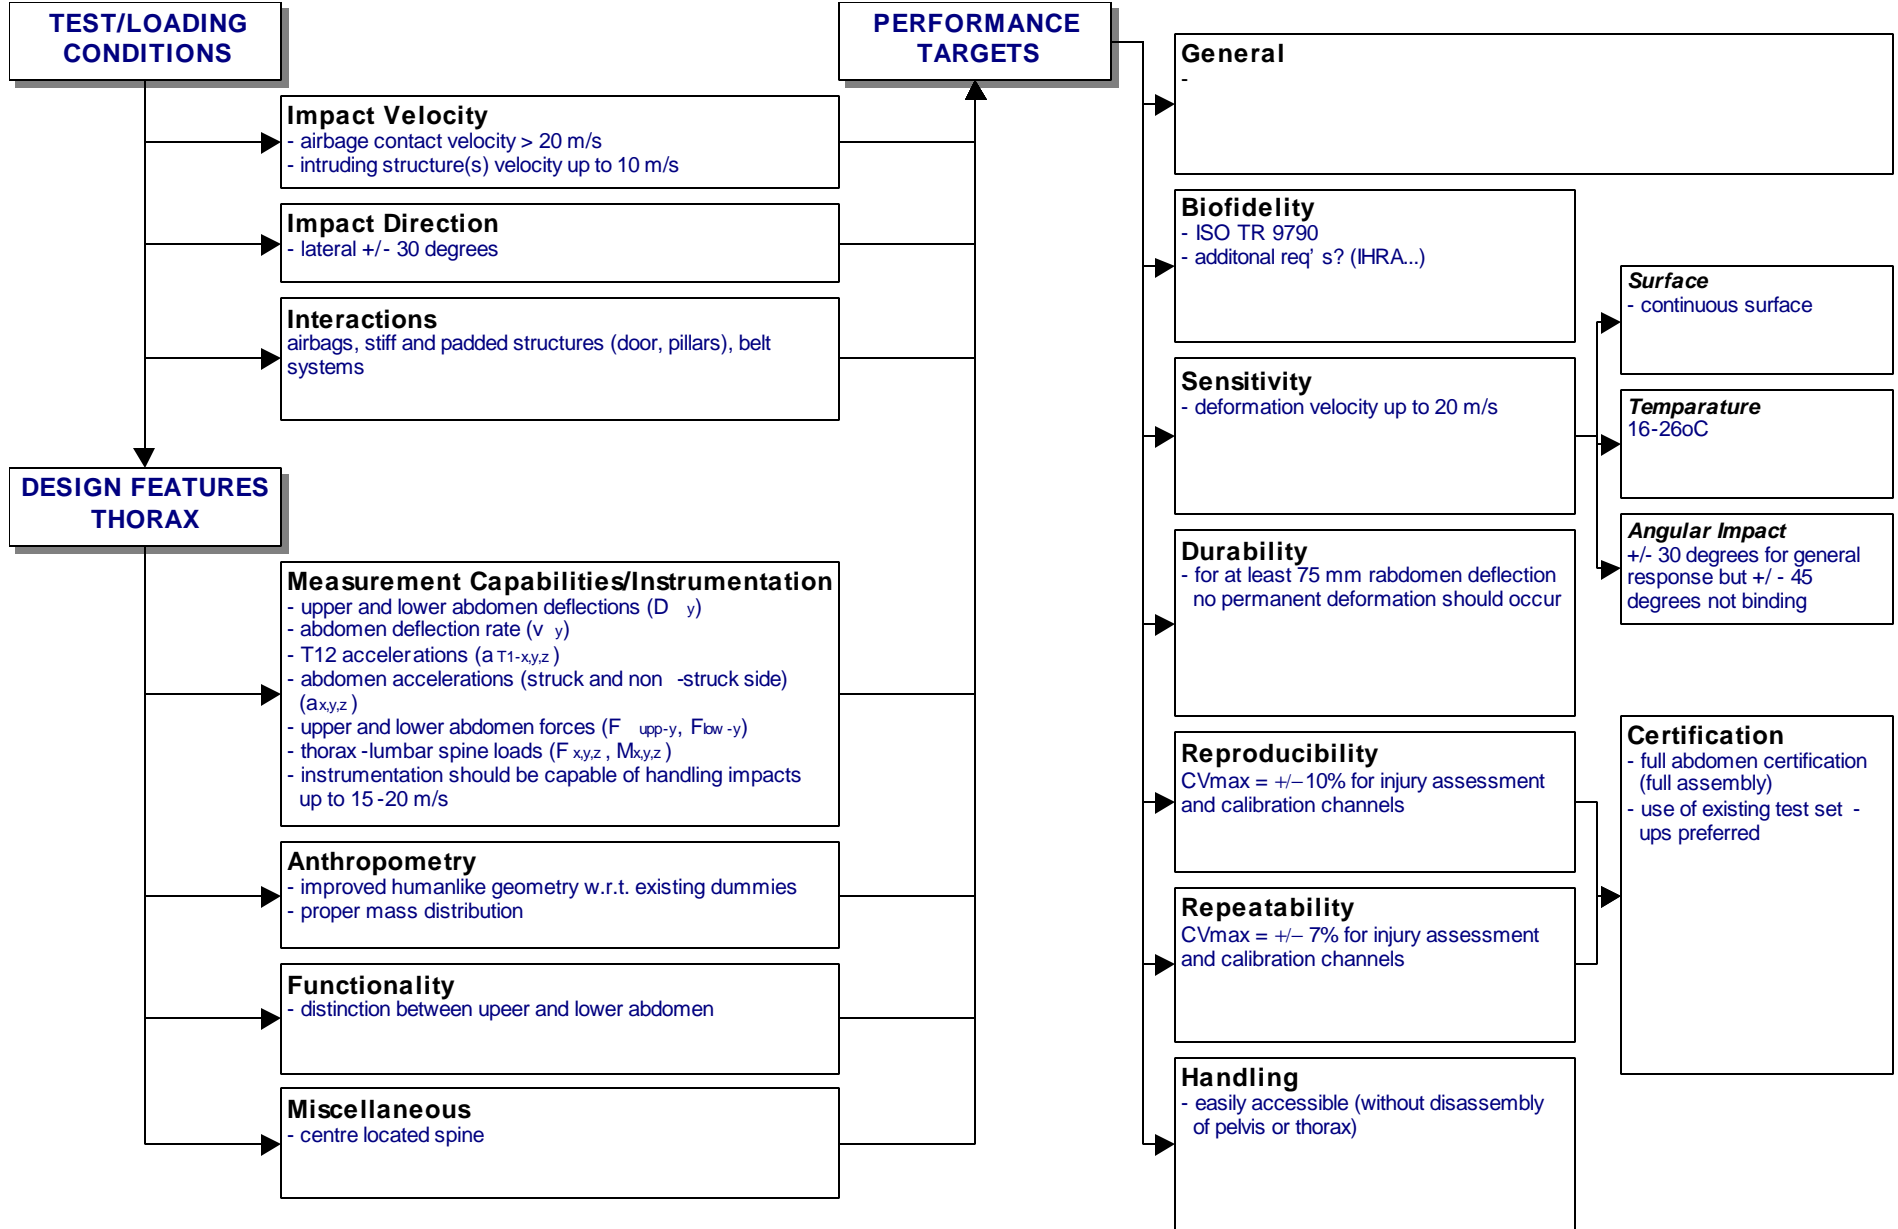 TEST/LOADING
CONDITIONS
Impact Velocity
- airbage contact velocity > 20 m/s
- intruding structure(s) velocity up to 10 m/s
Impact Direction
- lateral +/- 30 degrees
Interactions
airbags, stiff and padded structures (door, pillars), belt
systems
DESIGN FEATURES
THORAX
Measurement Capabilities/Instrumentation
- upper and lower abdomen deflections (D y)
- abdomen deflection rate (v y)
- T12 accelerations (a T1-x,y,z )
- abdomen accelerations (struck and non -struck side)
(ax,y,z )
- upper and lower abdomen forces (F upp-y, Flow -y)
- thorax -lumbar spine loads (F x,y,z , Mx,y,z )
- instrumentation should be capable of handling impacts
up to 15 -20 m/s
Anthropometry
- improved humanlike geometry w.r.t. existing dummies
- proper mass distribution
Functionality
- distinction between upeer and lower abdomen
Miscellaneous
- centre located spine
PERFORMANCE
TARGETS
General
-
Biofidelity
- ISO TR 9790
- additonal req' s? (IHRA...)
Sensitivity
- deformation velocity up to 20 m/s
Surface
- continuous surface
Temparature
16-26oC
Angular Impact
+/- 30 degrees for general
response but +/ - 45
degrees not binding
Durability
- for at least 75 mm rabdomen deflection
no permanent deformation should occur
Reproducibility
CVmax = +/−10% for injury assessment
and calibration channels
Repeatability
CVmax = +/− 7% for injury assessment
and calibration channels
Certification
- full abdomen certification
(full assembly)
- use of existing test set -
ups preferred
Handling
- easily accessible (without disassembly
of pelvis or thorax)